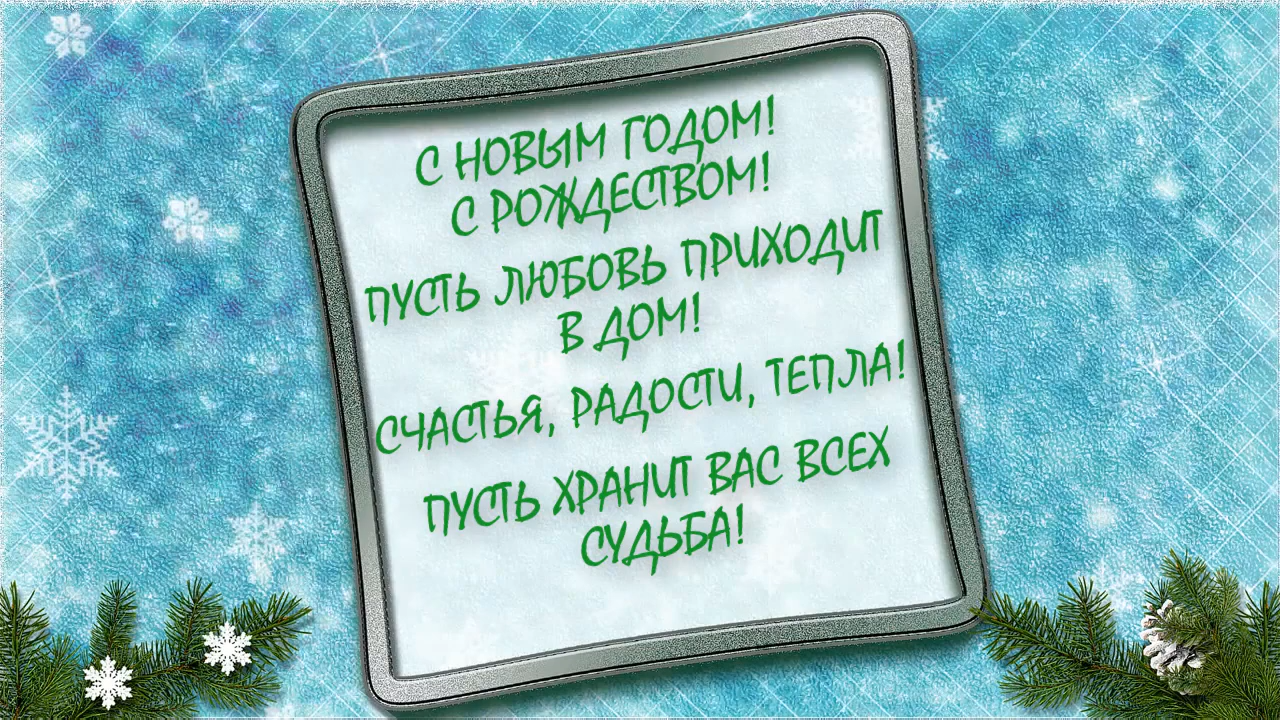 С НОВЫМ ГОДОМ!
С РОЖДЕСТВОМ!
ПУСТЬ ЛЮБОВЬ ПРИХОДИТ
В ДОМ!
СЧАСТЬЯ, РАДОСТИ, ТЕПЛА!
ПУСТЬ ХРАНИТ ВАС ВСЕХ
СУДЬБА!